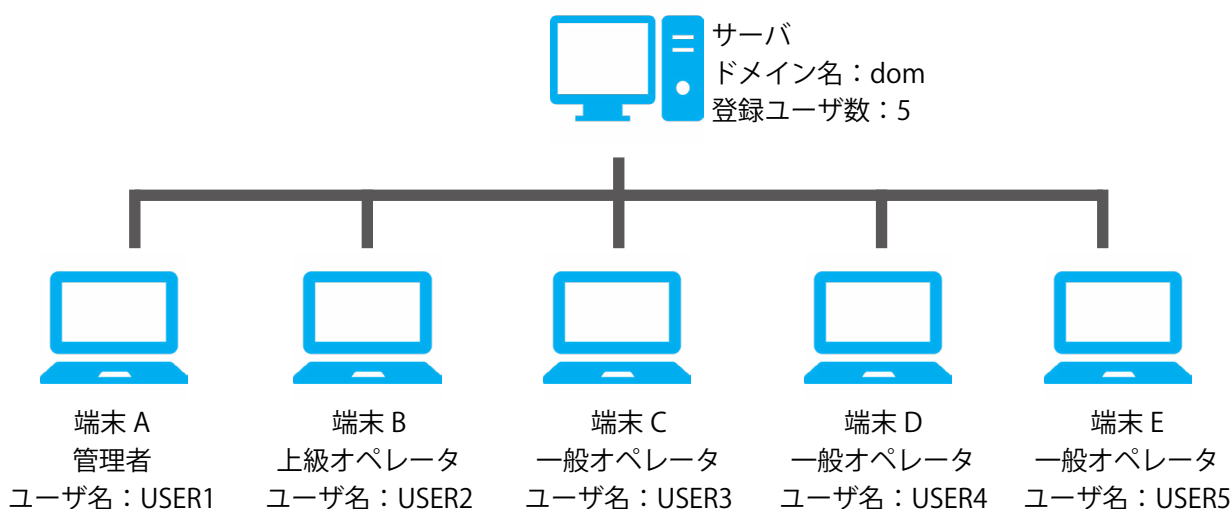 サーバ
ドメイン名：dom
登録ユーザ数：5
端末 A
管理者
ユーザ名：USER1
端末 B
上級オペレータ
ユーザ名：USER2
端末 C
一般オペレータ
ユーザ名：USER3
端末 D
一般オペレータ
ユーザ名：USER4
端末 E
一般オペレータ
ユーザ名：USER5